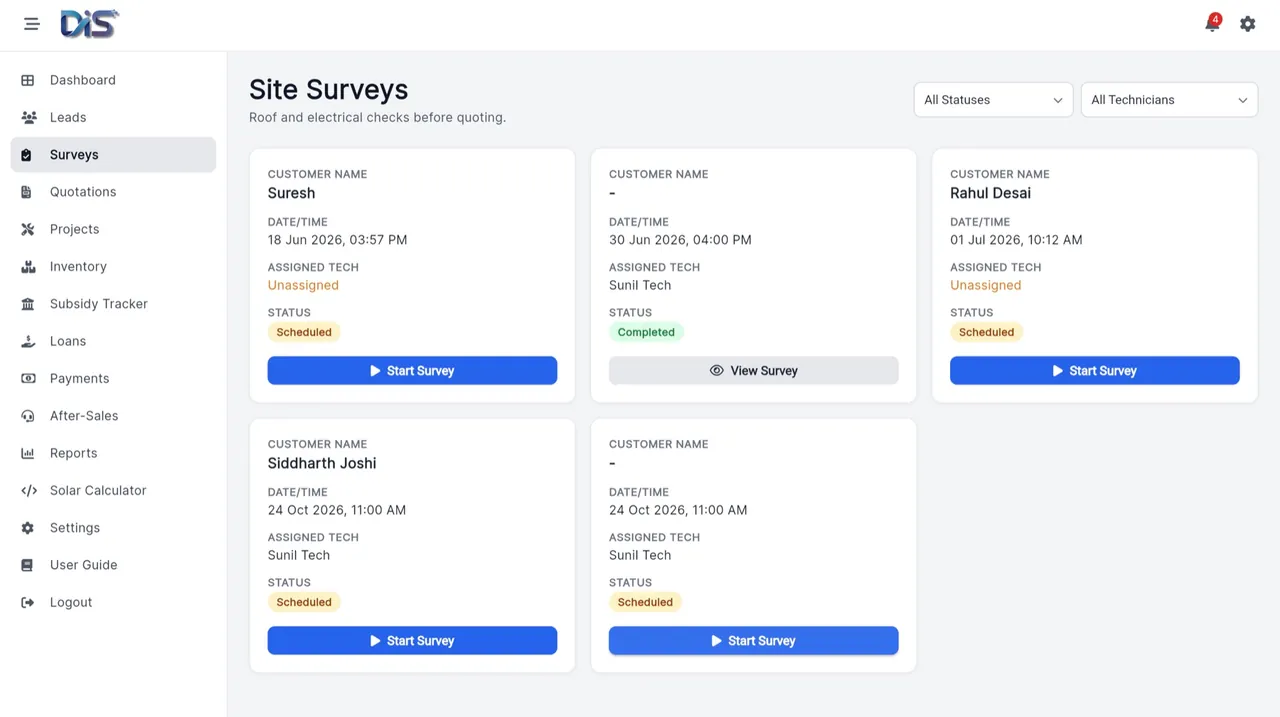 DiS
4
Dashboard
Leads
Surveys
Quotations
Projects
Inventory
Subsidy Tracker
Loans
Payments
After-Sales
Reports
Solar Calculator
Settings
User Guide
Logout
Site Surveys
Roof and electrical checks before quoting.
All Statuses
All Technicians
CUSTOMER NAME
Suresh
DATE/TIME
18 Jun 2026, 03:57 PM
ASSIGNED TECH
Unassigned
STATUS
Scheduled
Start Survey
CUSTOMER NAME
-
DATE/TIME
30 Jun 2026, 04:00 PM
ASSIGNED TECH
Sunil Tech
STATUS
Completed
View Survey
CUSTOMER NAME
Rahul Desai
DATE/TIME
01 Jul 2026, 10:12 AM
ASSIGNED TECH
Unassigned
STATUS
Scheduled
Start Survey
CUSTOMER NAME
Siddharth Joshi
DATE/TIME
24 Oct 2026, 11:00 AM
ASSIGNED TECH
Sunil Tech
STATUS
Scheduled
Start Survey
CUSTOMER NAME
-
DATE/TIME
24 Oct 2026, 11:00 AM
ASSIGNED TECH
Sunil Tech
STATUS
Scheduled
Start Survey